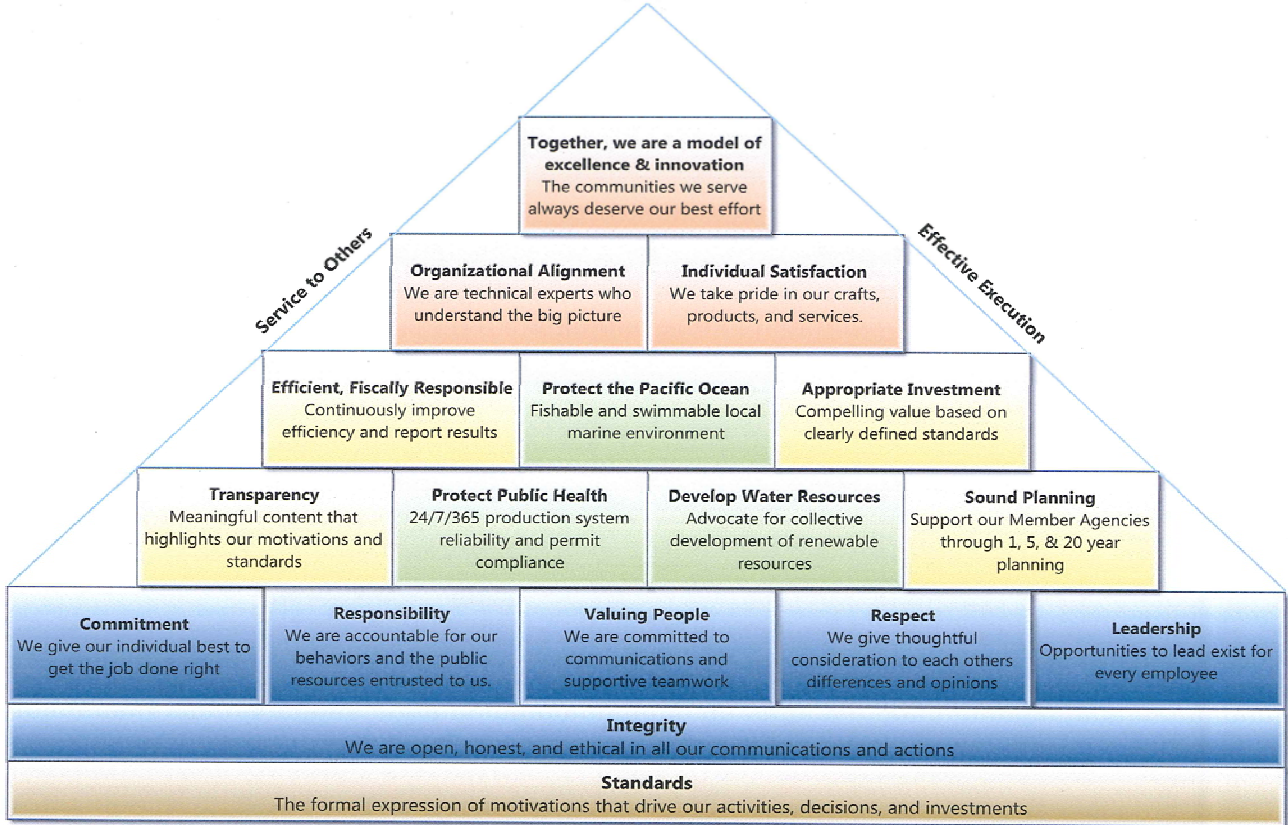 Together, we are a model of
excellence & innovation
The communities we serve
always deserve our best effort
Service to Others
Effective Execution
Organizational Alignment
We are technical experts who
understand the big picture
Individual Satisfaction
We take pride in our crafts,
products, and services.
Efficient, Fiscally Responsible
Continuously improve
efficiency and report results
Protect the Pacific Ocean
Fishable and swimmable local
marine environment
Appropriate Investment
Compelling value based on
clearly defined standards
Transparency
Meaningful content that
highlights our motivations and
standards
Protect Public Health
24/7/365 production system
reliability and permit
compliance
Develop Water Resources
Advocate for collective
development of renewable
resources
Sound Planning
Support our Member Agencies
through 1, 5, & 20 year
planning
Commitment
We give our individual best to
get the job done right
Responsibility
We are accountable for our
behaviors and the public
resources entrusted to us.
Valuing People
We are committed to
communications and
supportive teamwork
Respect
We give thoughtful
consideration to each others
differences and opinions
Leadership
Opportunities to lead exist for
every employee
Integrity
We are open, honest, and ethical in all our communications and actions
Standards
The formal expression of motivations that drive our activities, decisions, and investments